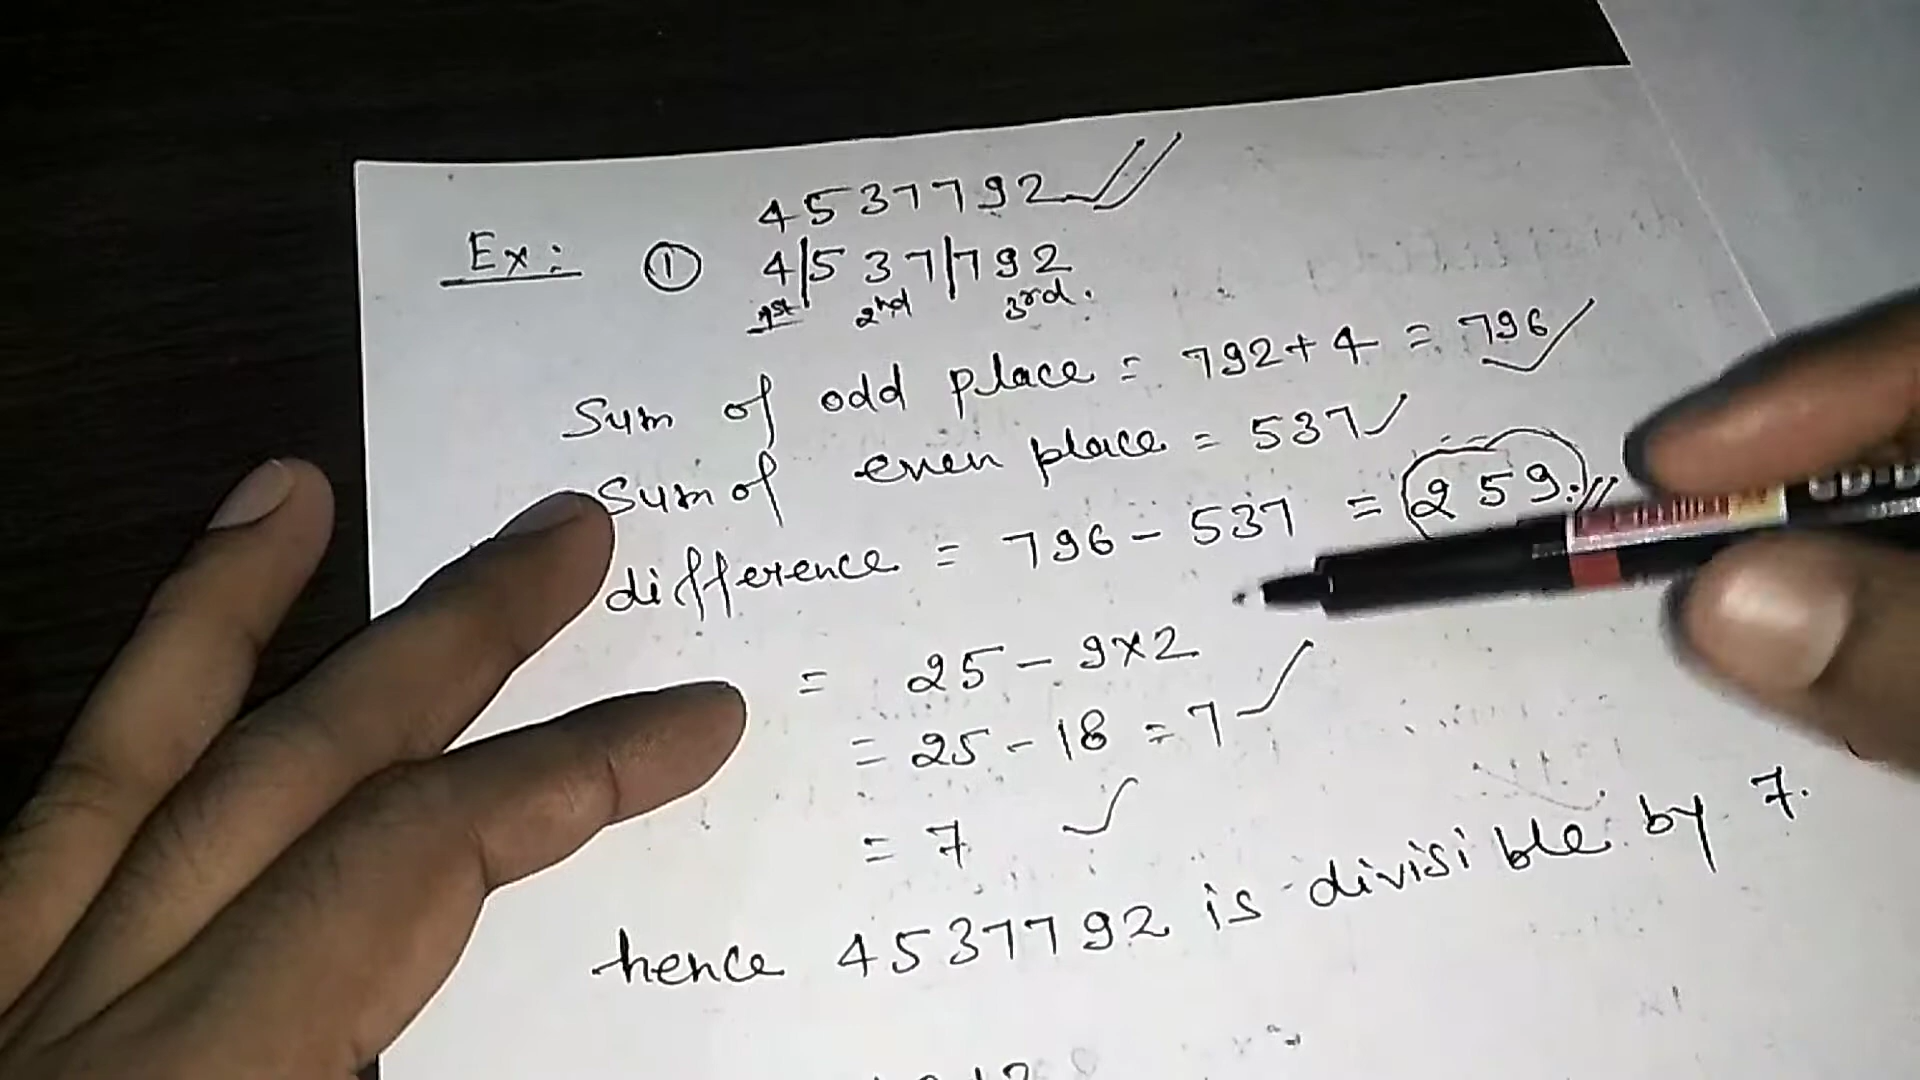 4537792
Ex: ① 4|537|792
1st 2nd 3rd.
Sum of odd place = 792+4 = 796
Sum of even place = 537
difference = 796 - 537 = 259
= 25 - 9×2
= 25 - 18 = 7
= 7
hence 4537792 is divisible by 7.